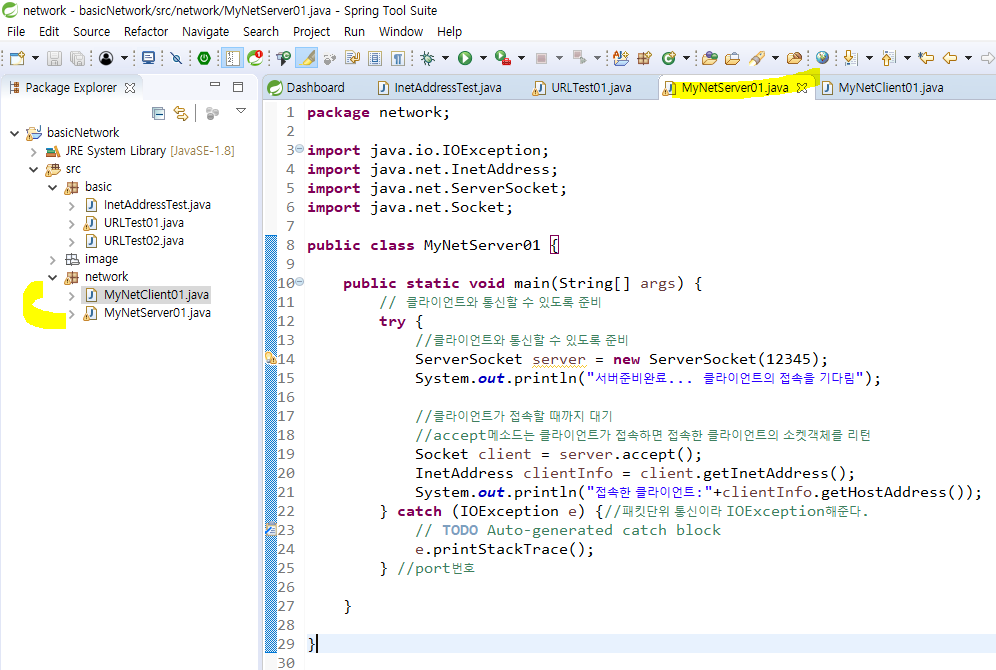 network - basicNetwork/src/network/MyNetServer01.java - Spring Tool Suite
File Edit Source Refactor Navigate Search Project Run Window Help
Package Explorer
Dashboard InetAddressTest.java URLTest01.java MyNetServer01.java MyNetClient01.java
basicNetwork
JRE System Library [JavaSE-1.8]
src
basic
InetAddressTest.java
URLTest01.java
URLTest02.java
image
network
MyNetClient01.java
MyNetServer01.java
1 package network;
2
3 import java.io.IOException;
4 import java.net.InetAddress;
5 import java.net.ServerSocket;
6 import java.net.Socket;
7
8 public class MyNetServer01 {
9
10 public static void main(String[] args) {
11 // 클라이언트와 통신할 수 있도록 준비
12 try {
13 //클라이언트와 통신할 수 있도록 준비
14 ServerSocket server = new ServerSocket(12345);
15 System.out.println("서버준비완료... 클라이언트의 접속을 기다림");
16
17 //클라이언트가 접속할 때까지 대기
18 //accept메소드는 클라이언트가 접속하면 접속한 클라이언트의 소켓객체를 리턴
19 Socket client = server.accept();
20 InetAddress clientInfo = client.getInetAddress();
21 System.out.println("접속한 클라이언트:"+clientInfo.getHostAddress());
22 } catch (IOException e) {//패킷단위 통신이라 IOException해준다.
23 // TODO Auto-generated catch block
24 e.printStackTrace();
25 } //port번호
26
27 }
28
29 }
30